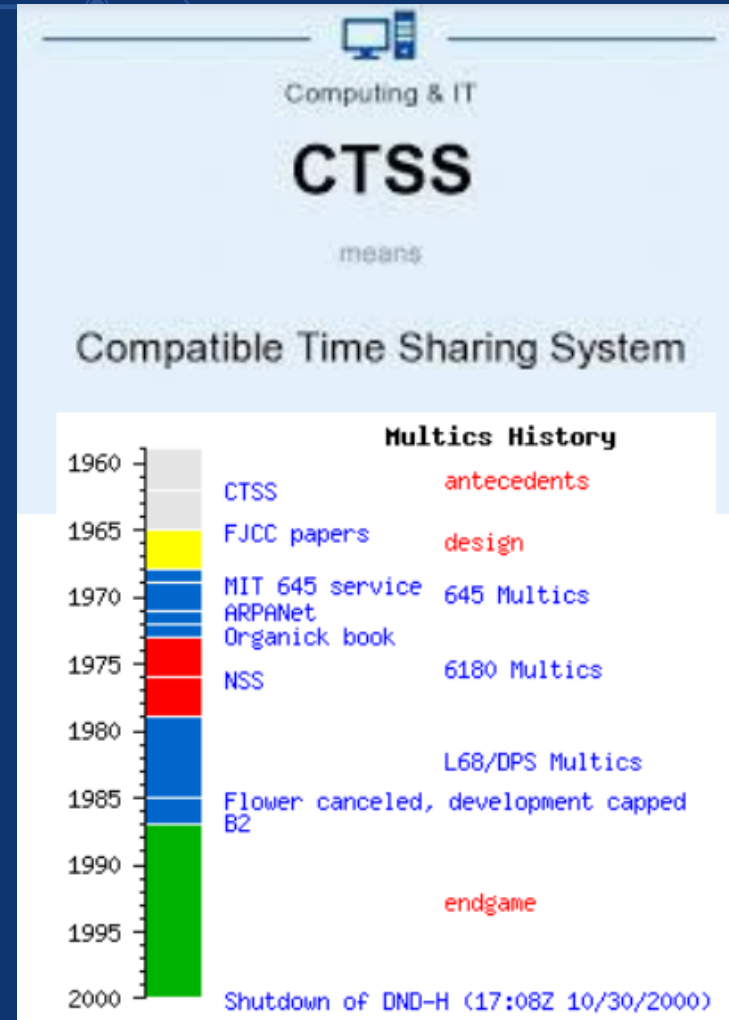 Computing & IT
CTSS
means
Compatible Time Sharing System
Multics History
1960
antecedents
CTSS
1965
FJCC papers
design
MIT 645 service
645 Multics
1970
ARPANet
Organick book
1975
6180 Multics
NSS
1980
L68/DPS Multics
1985
Flower canceled, development capped
B2
1990
endgame
1995
2000
Shutdown of DND-H (17:08Z 10/30/2000)